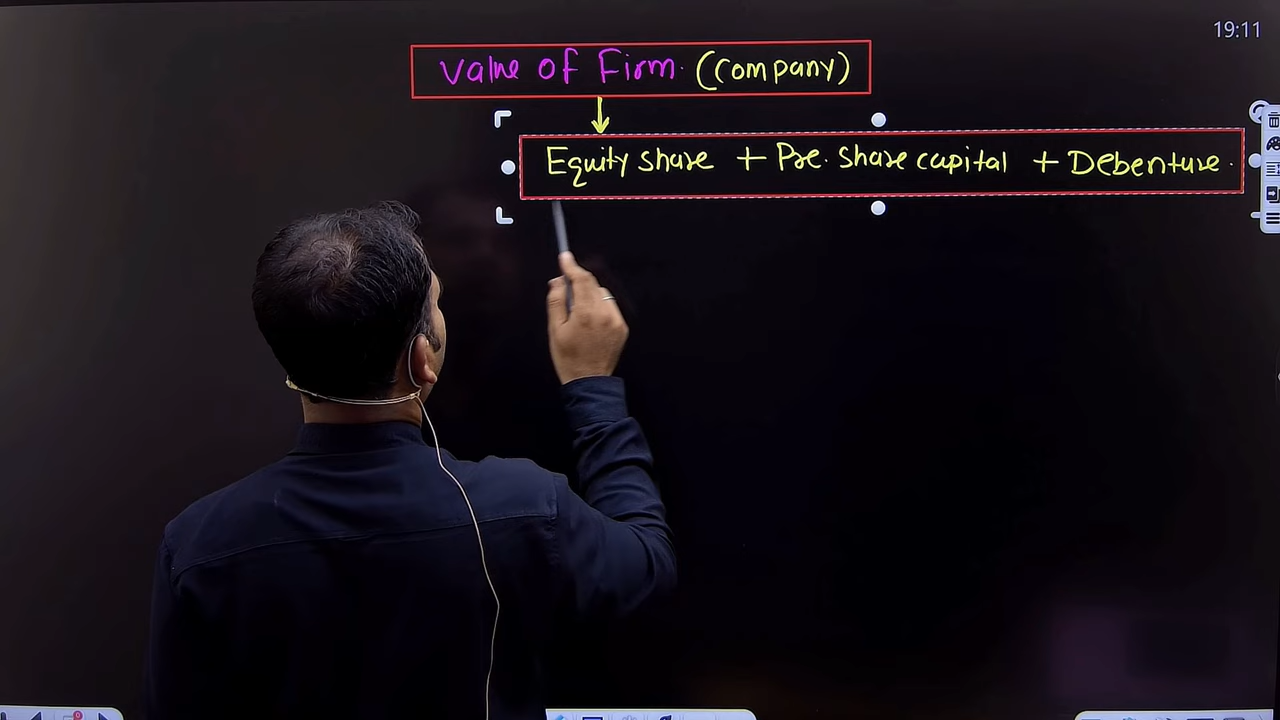 19:11
Value of Firm. (Company)
Equity share + Pre. Share capital + Debenture.